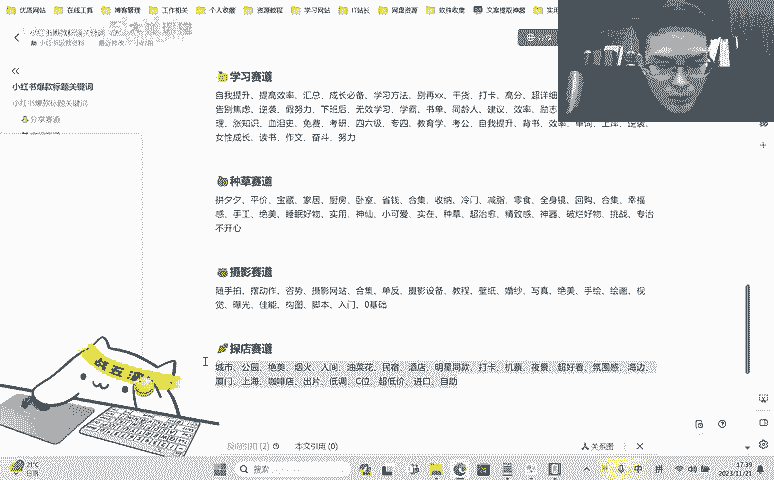 优质网站 在线工具 博客管理 工作相关 个人收藏 资源教程 学习网站 IT站长 网盘资源 软件收集 文案提取神器
小红书爆款标题关键词
小红书爆款标题关键词
分享赛道
学习赛道
自我提升、提高效率、汇总、成长必备、学习方法、别再xx、干货、打卡、高分、超详细
告别焦虑、逆袭、假努力、下班后、无效学习、学霸、书单、同龄人、建议、效率、励志
理、涨知识、血泪史、免费、考研、四六级、专四、教育学、考公、自我提升、背书、效率、单词、上岸、逆袭、
女性成长、读书、作文、奋斗、努力
种草赛道
拼夕夕、平价、宝藏、家居、厨房、卧室、省钱、合集、收纳、冷门、减脂、零食、全身镜、回购、合集、幸福
感、手工、绝美、睡眠好物、实用、神仙、小可爱、实在、种草、超治愈、精致感、神器、破烂好物、挑战、专治
不开心
摄影赛道
随手拍、摆动作、姿势、摄影网站、合集、单反、摄影设备、教程、壁纸、婚纱、写真、绝美、手绘、绘画、视
觉、曝光、佳能、构图、脚本、入门、0基础
探店赛道
城市、公园、绝美、烟火、人间、油菜花、民宿、酒店、明星同款、打卡、机票、夜景、超好看、氛围感、海边、
厦门、上海、咖啡店、出片、低调、C位、超低价、进口、自助
反向引用 (2) 本文引用 (0) 关系图
21°C
搜索
中 拼
17:39
2023/11/21